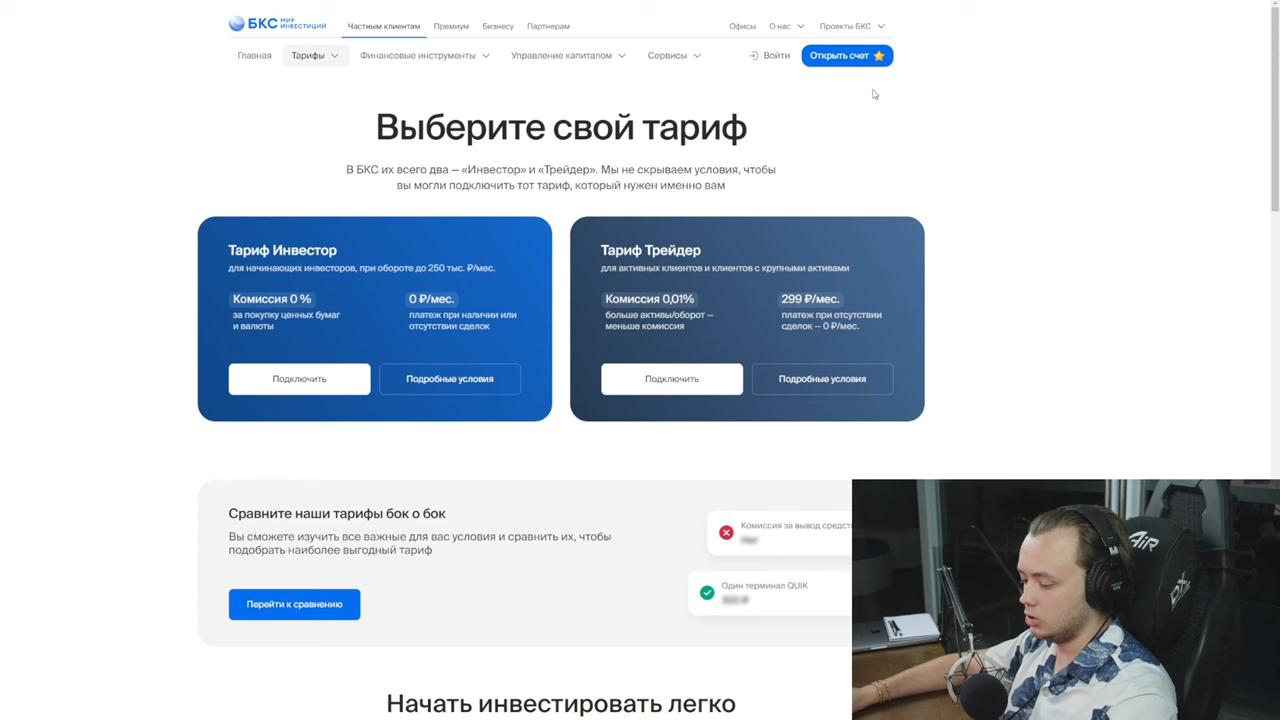 БКС МИР ИНВЕСТИЦИЙ
Частным клиентам Премиум Бизнесу Партнерам
Офисы О нас Проекты БКС
Главная Тарифы Финансовые инструменты Управление капиталом Сервисы
Войти Открыть счет
Выберите свой тариф
В БКС их всего два — «Инвестор» и «Трейдер». Мы не скрываем условия, чтобы
вы могли подключить тот тариф, который нужен именно вам
Тариф Инвестор
для начинающих инвесторов, при обороте до 250 тыс. ₽/мес.
Комиссия 0 %
за покупку ценных бумаг
и валюты
0 ₽/мес.
платеж при наличии или
отсутствии сделок
Подключить
Подробные условия
Тариф Трейдер
для активных клиентов и клиентов с крупными активами
Комиссия 0,01%
больше активы/оборот —
меньше комиссия
299 ₽/мес.
платеж при отсутствии
сделок — 0 ₽/мес.
Подключить
Подробные условия
Сравните наши тарифы бок о бок
Вы сможете изучить все важные для вас условия и сравнить их, чтобы
подобрать наиболее выгодный тариф
Перейти к сравнению
Комиссия за вывод средст
Один терминал QUIK
Начать инвестировать легко
AIR